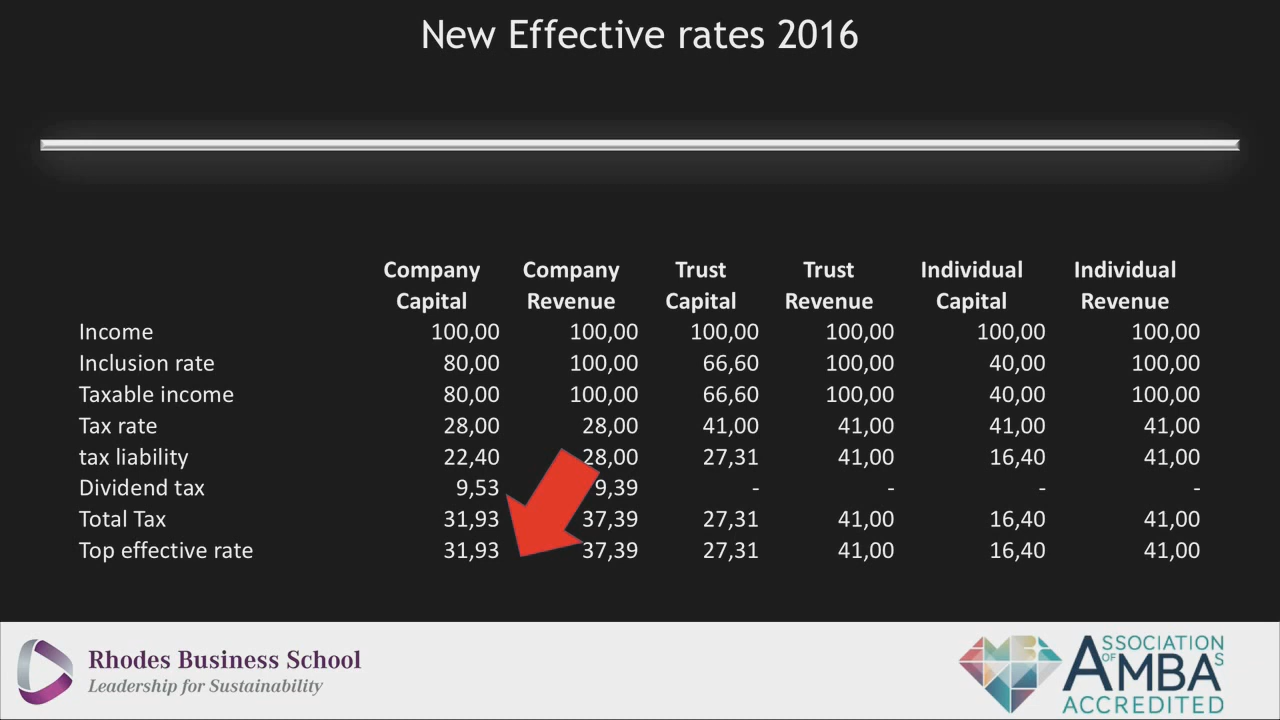 New Effective rates 2016
Company Company Trust Trust Individual Individual
Capital Revenue Capital Revenue Capital Revenue
Income 100,00 100,00 100,00 100,00 100,00 100,00
Inclusion rate 80,00 100,00 66,60 100,00 40,00 100,00
Taxable income 80,00 100,00 66,60 100,00 40,00 100,00
Tax rate 28,00 28,00 41,00 41,00 41,00 41,00
tax liability 22,40 28,00 27,31 41,00 16,40 41,00
Dividend tax 9,53 9,39 - - - -
Total Tax 31,93 37,39 27,31 41,00 16,40 41,00
Top effective rate 31,93 37,39 27,31 41,00 16,40 41,00
Rhodes Business School
Leadership for Sustainability
ASSOCIATION
OF AMBAS
ACCREDITED